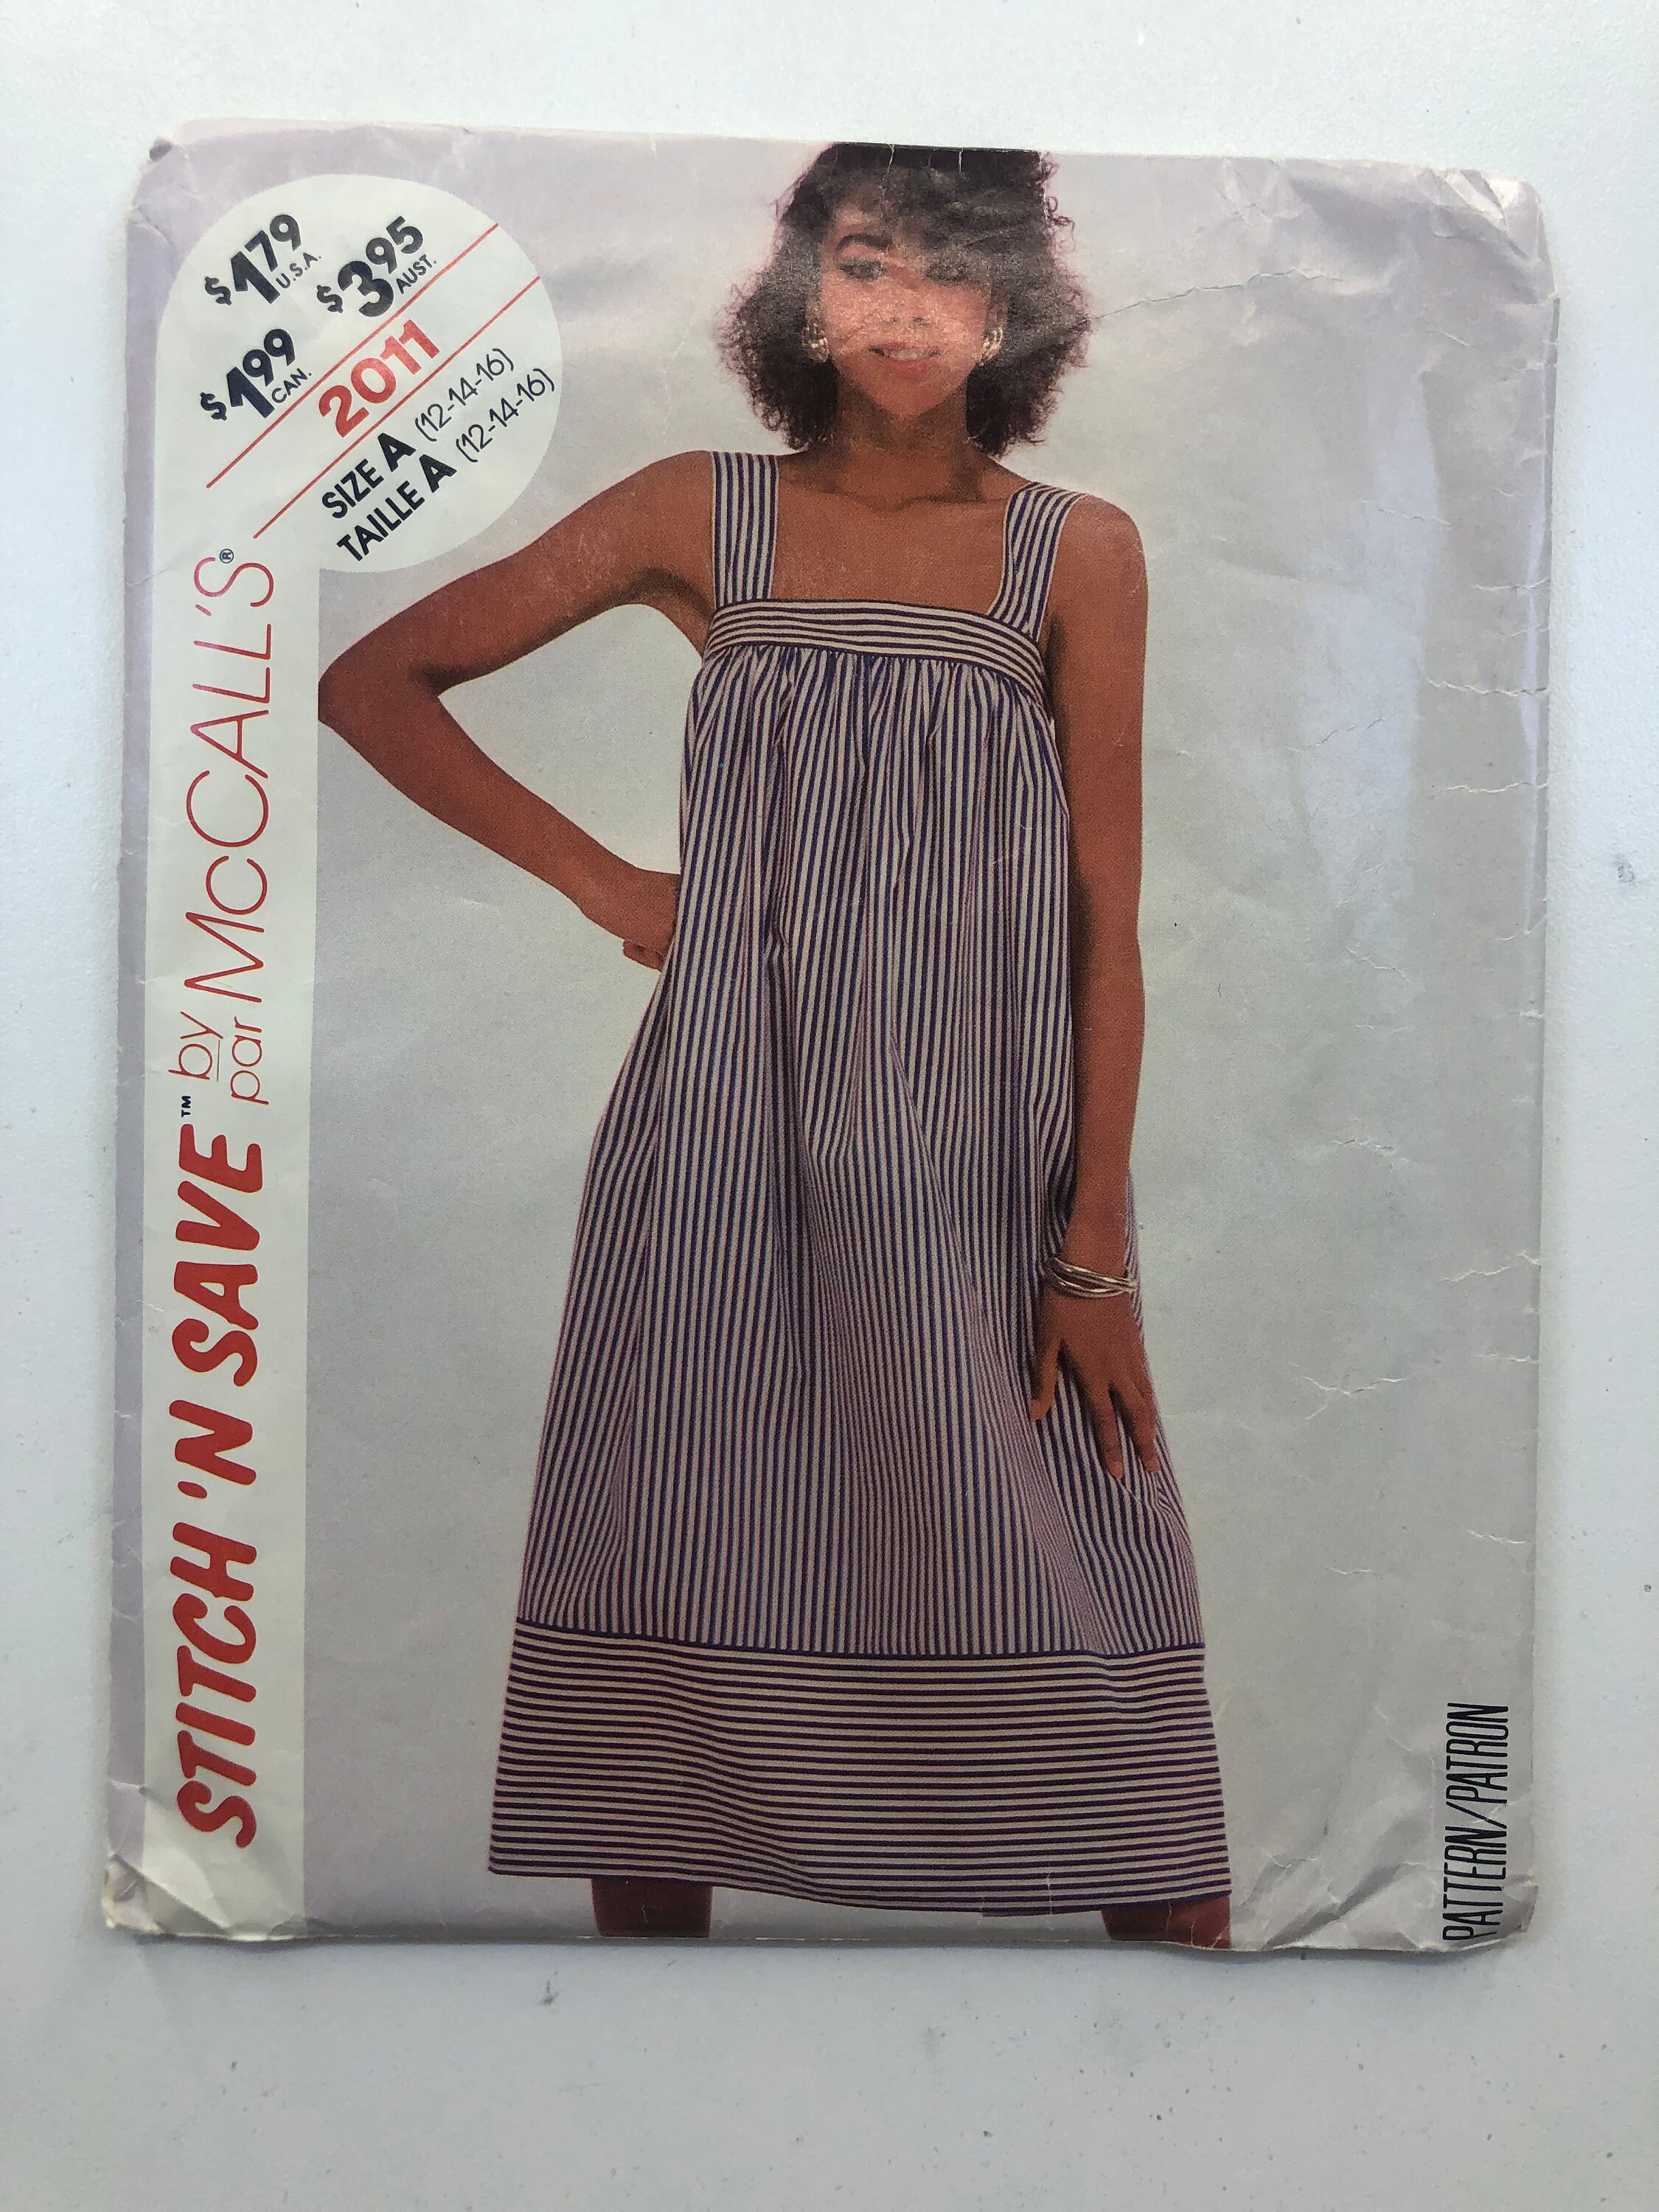 $1.79 U.S.A.
$3.95 AUST.
$1.99 CAN.
2011
SIZE A (12-14-16)
TAILLE A (12-14-16)
STITCH 'N SAVE™ by
par McCALL'S®
PATTERN/PATRON